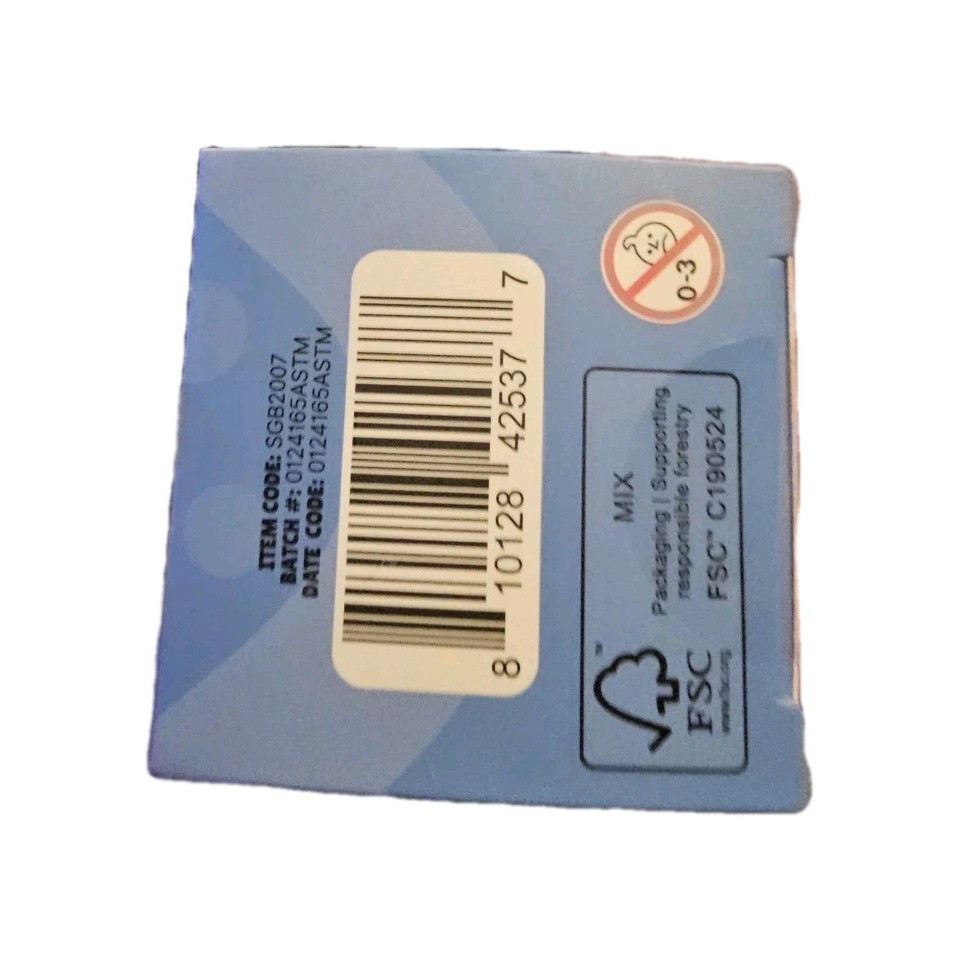 ITEM CODE: SGB2007
BATCH #: 0124165ASTM
DATE CODE: 0124165ASTM
8 10128 42537 7
FSC™
www.fsc.org
MIX
Packaging | Supporting
responsible forestry
FSC™ C190524
0-3